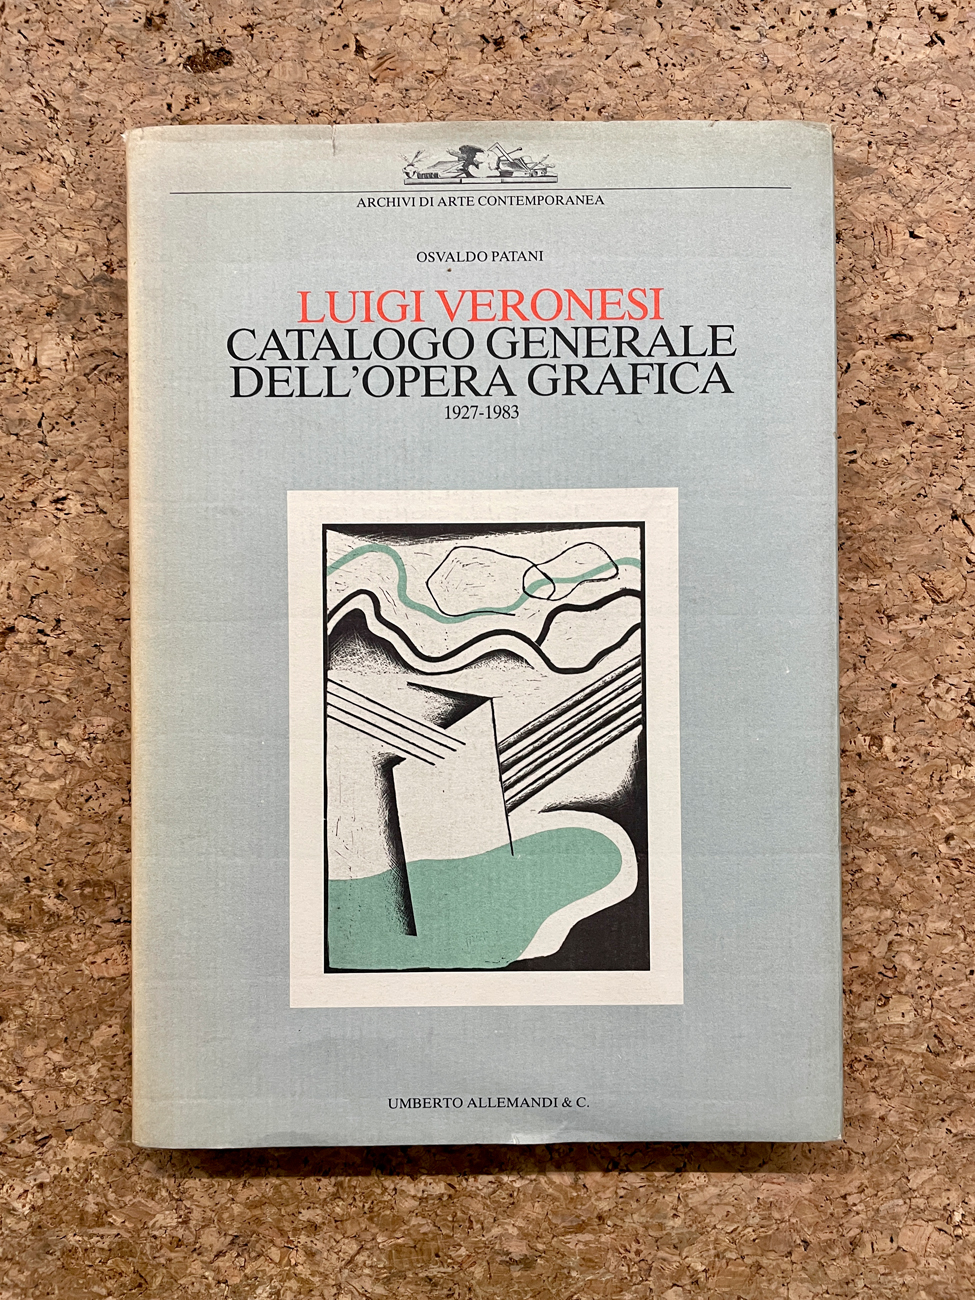 ARCHIVI DI ARTE CONTEMPORANEA
OSVALDO PATANI
LUIGI VERONESI
CATALOGO GENERALE
DELL'OPERA GRAFICA
1927-1983
UMBERTO ALLEMANDI & C.